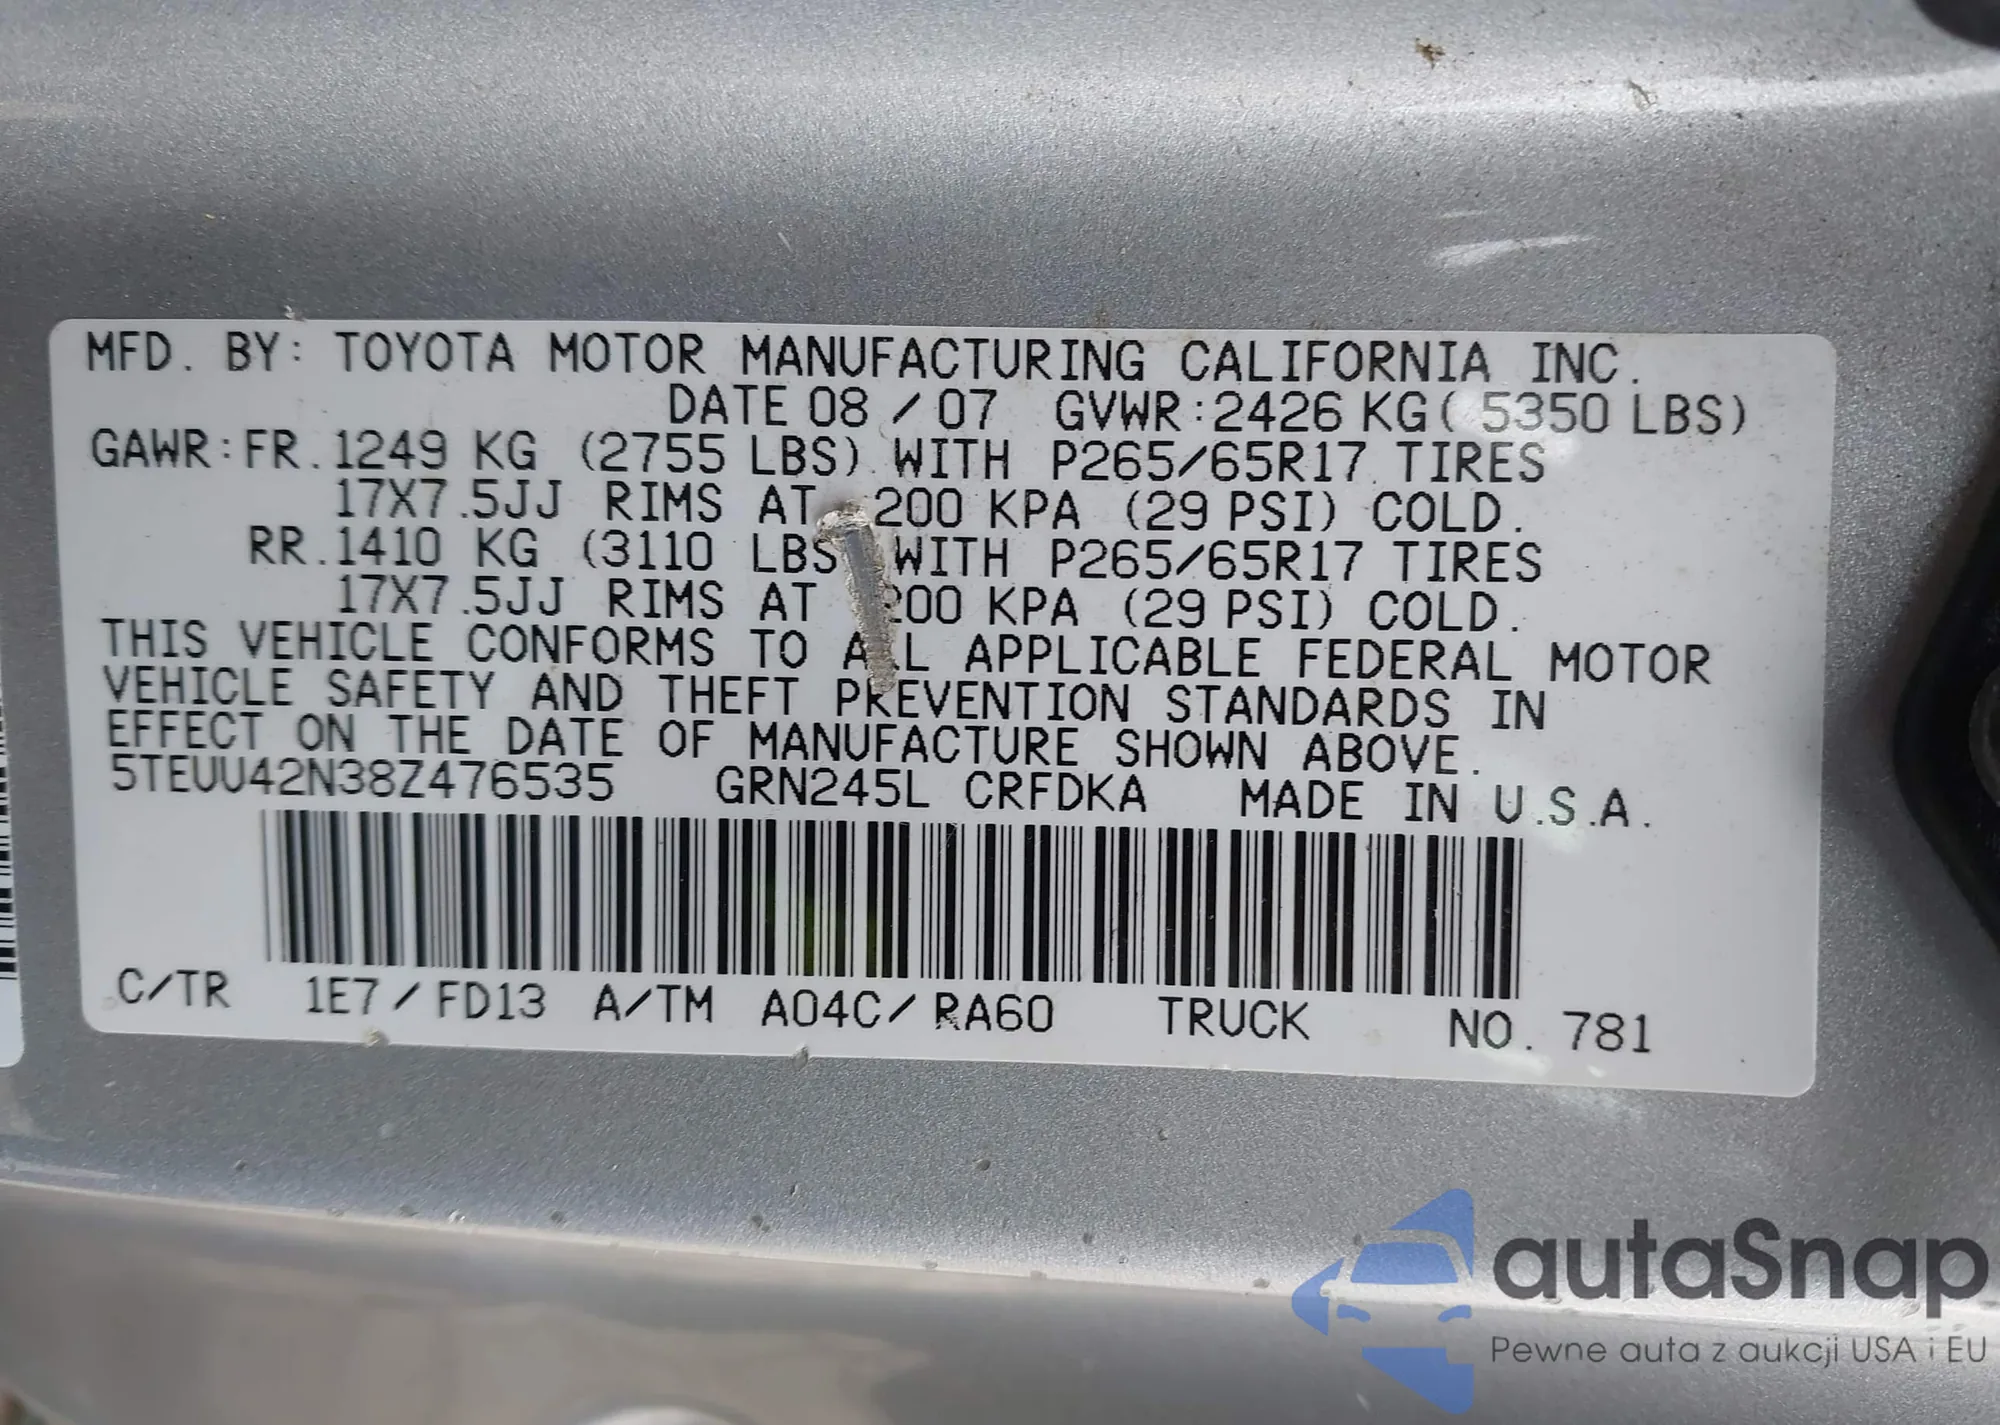 MFD. BY: TOYOTA MOTOR MANUFACTURING CALIFORNIA INC.
DATE 08 / 07 GVWR:2426 KG( 5350 LBS)
GAWR:FR.1249 KG (2755 LBS) WITH P265/65R17 TIRES
17X7.5JJ RIMS AT 200 KPA (29 PSI) COLD.
RR.1410 KG (3110 LBS WITH P265/65R17 TIRES
17X7.5JJ RIMS AT 200 KPA (29 PSI) COLD.
THIS VEHICLE CONFORMS TO ALL APPLICABLE FEDERAL MOTOR
VEHICLE SAFETY AND THEFT PREVENTION STANDARDS IN
EFFECT ON THE DATE OF MANUFACTURE SHOWN ABOVE.
5TEUU42N38Z476535 GRN245L CRFDKA MADE IN U.S.A.
C/TR 1E7/FD13 A/TM A04C/RA60 TRUCK NO. 781
autaSnap
Pewne auta z aukcji USA i EU